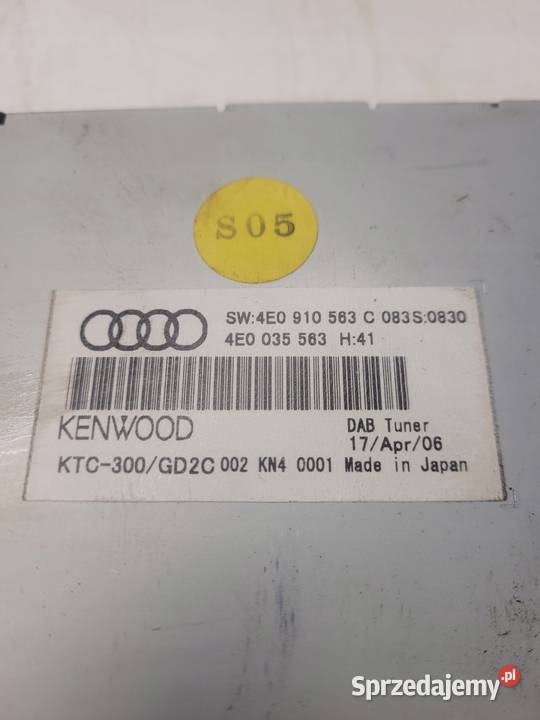 S05
SW:4E0 910 563 C 083S:0830
4E0 035 563 H:41
KENWOOD
DAB Tuner
17/Apr/06
KTC-300/GD2C 002 KN4 0001 Made in Japan
Sprzedajemy.pl